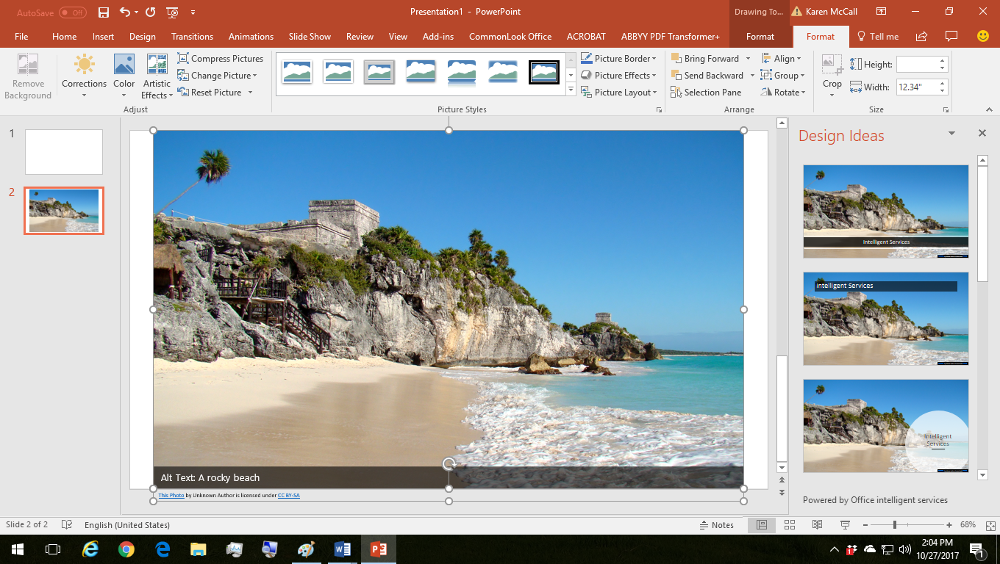 AutoSave Off
Presentation1 - PowerPoint
Drawing To...
Karen McCall
File Home Insert Design Transitions Animations Slide Show Review View Add-ins CommonLook Office ACROBAT ABBYY PDF Transformer+ Format Format Tell me
Remove Background
Corrections
Color
Artistic Effects
Compress Pictures
Change Picture
Reset Picture
Adjust
Picture Styles
Picture Border
Picture Effects
Picture Layout
Bring Forward
Send Backward
Selection Pane
Align
Group
Rotate
Arrange
Crop
Height:
Width: 12.34"
Size
1
2
Alt Text: A rocky beach
This Photo by Unknown Author is licensed under CC BY-SA
Design Ideas
Intelligent Services
Intelligent Services
Intelligent
Services
Powered by Office intelligent services
Slide 2 of 2 English (United States) Notes 68%
2:04 PM
10/27/2017
1